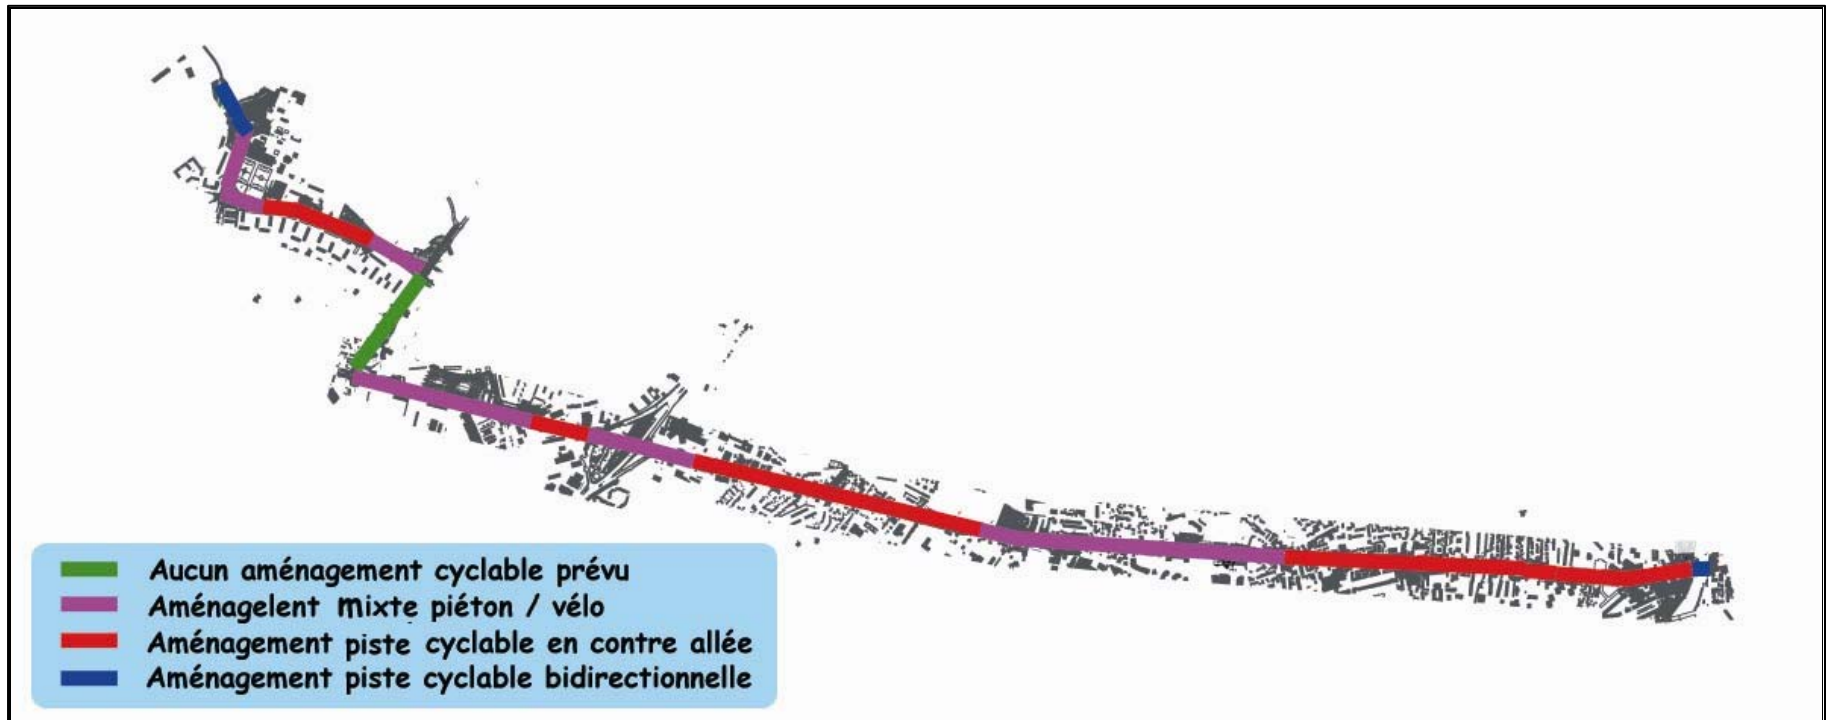 Aucun aménagement cyclable prévu
Aménagelent mixte piéton / vélo
Aménagement piste cyclable en contre allée
Aménagement piste cyclable bidirectionnelle